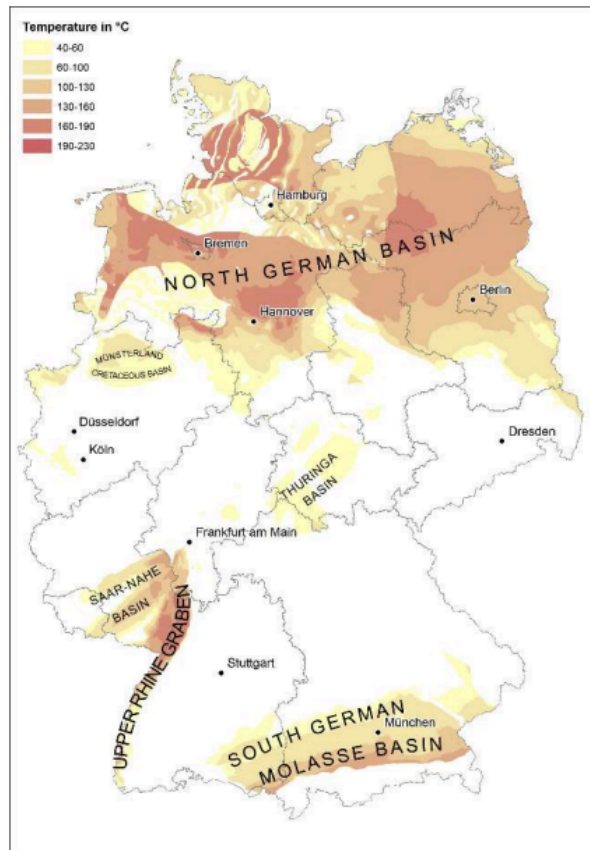 Temperature in °C
40-60
60-100
100-130
130-160
160-190
190-230
Hamburg
Bremen
NORTH GERMAN BASIN
Berlin
Hannover
MÜNSTERLAND
CRETACEOUS BASIN
Düsseldorf
Köln
Dresden
THURINGA
BASIN
Frankfurt am Main
SAAR-NAHE
BASIN
UPPER RHINE GRABEN
Stuttgart
SOUTH GERMAN
München
MOLASSE BASIN